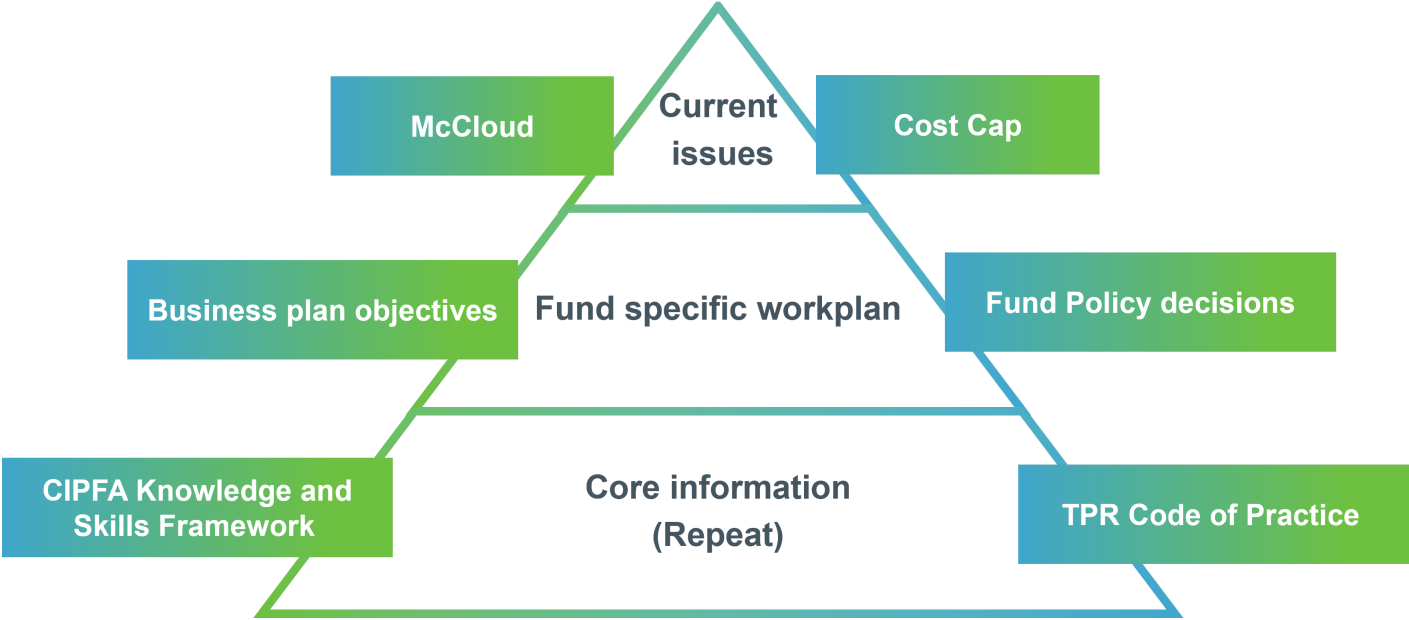 McCloud
Current
issues
Cost Cap
Business plan objectives
Fund specific workplan
Fund Policy decisions
CIPFA Knowledge and
Skills Framework
Core information
(Repeat)
TPR Code of Practice